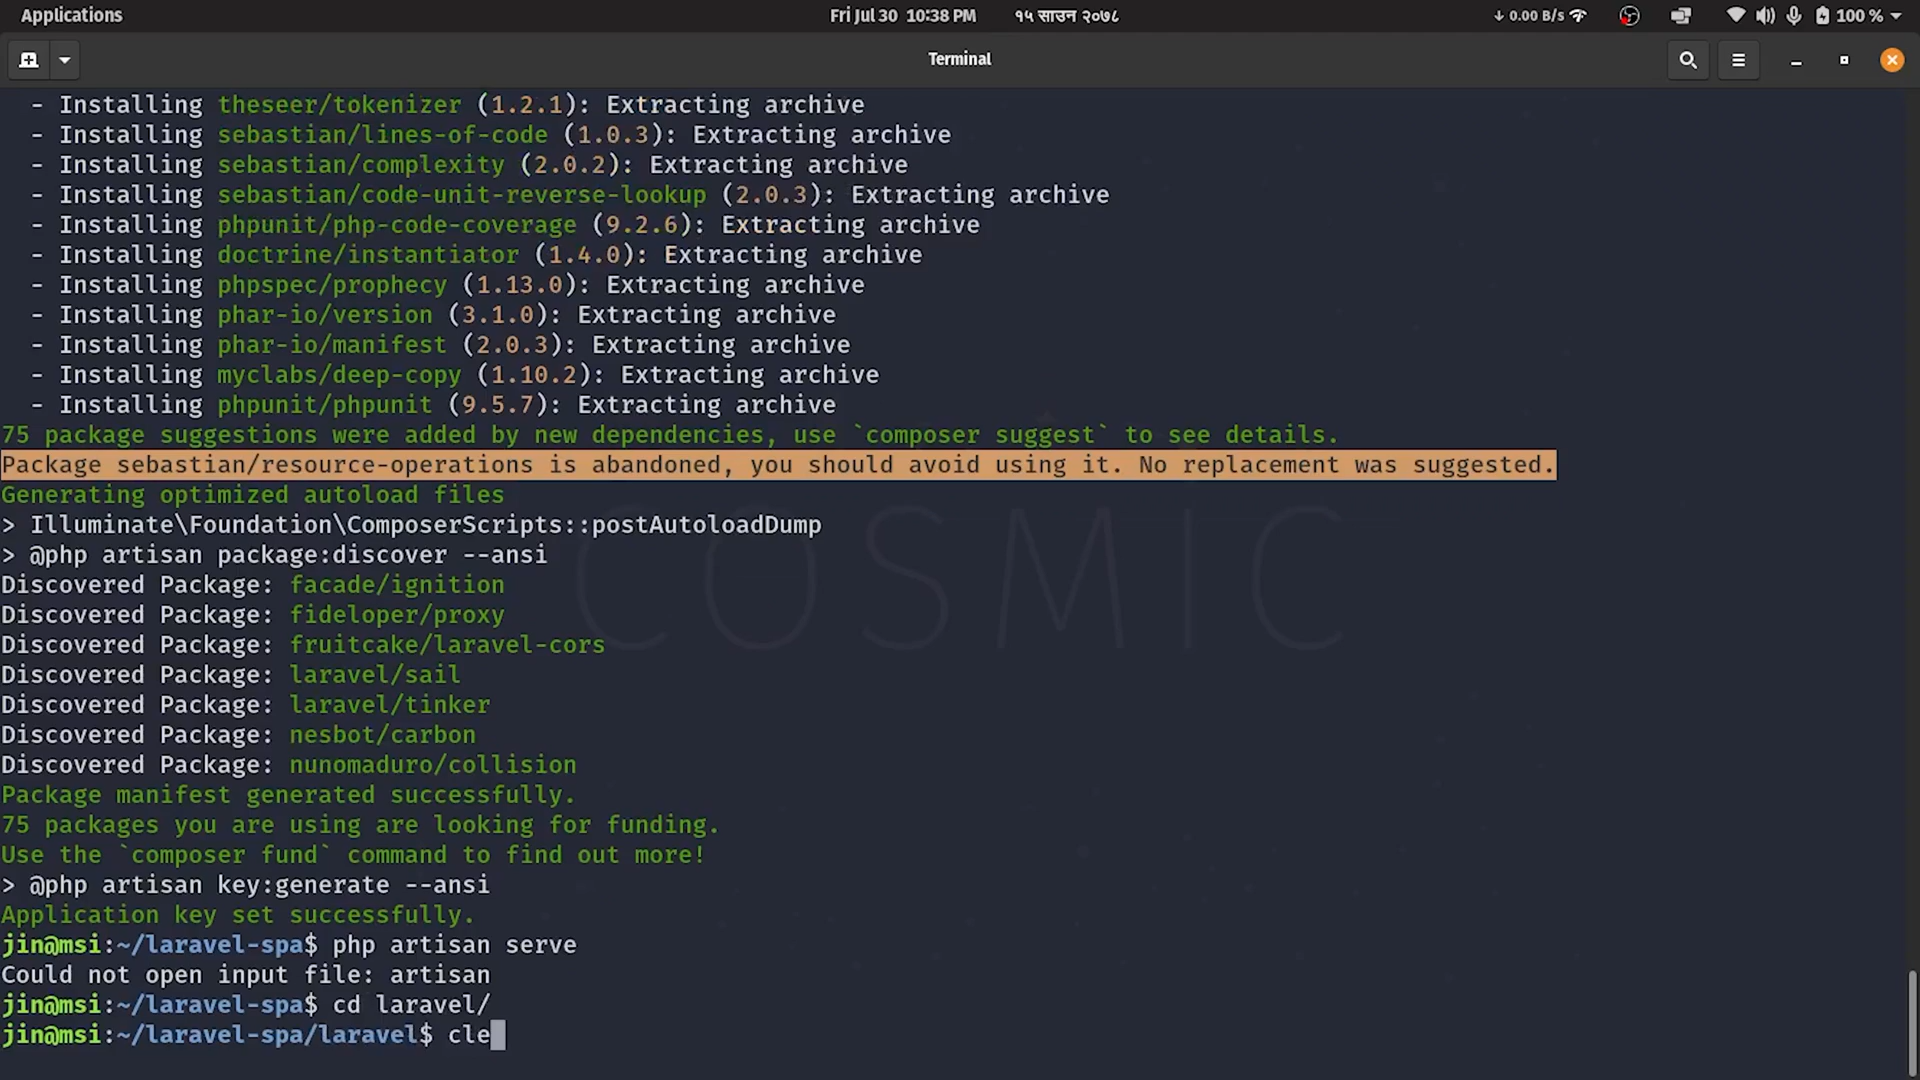 Applications
Fri Jul 30 10:38 PM
१५ साउन २०७८
↓ 0.00 B/s
100 %
Terminal
- Installing theseer/tokenizer (1.2.1): Extracting archive
- Installing sebastian/lines-of-code (1.0.3): Extracting archive
- Installing sebastian/complexity (2.0.2): Extracting archive
- Installing sebastian/code-unit-reverse-lookup (2.0.3): Extracting archive
- Installing phpunit/php-code-coverage (9.2.6): Extracting archive
- Installing doctrine/instantiator (1.4.0): Extracting archive
- Installing phpspec/prophecy (1.13.0): Extracting archive
- Installing phar-io/version (3.1.0): Extracting archive
- Installing phar-io/manifest (2.0.3): Extracting archive
- Installing myclabs/deep-copy (1.10.2): Extracting archive
- Installing phpunit/phpunit (9.5.7): Extracting archive
75 package suggestions were added by new dependencies, use `composer suggest` to see details.
Package sebastian/resource-operations is abandoned, you should avoid using it. No replacement was suggested.
Generating optimized autoload files
> Illuminate\Foundation\ComposerScripts::postAutoloadDump
> @php artisan package:discover --ansi
Discovered Package: facade/ignition
Discovered Package: fideloper/proxy
Discovered Package: fruitcake/laravel-cors
Discovered Package: laravel/sail
Discovered Package: laravel/tinker
Discovered Package: nesbot/carbon
Discovered Package: nunomaduro/collision
Package manifest generated successfully.
75 packages you are using are looking for funding.
Use the `composer fund` command to find out more!
> @php artisan key:generate --ansi
Application key set successfully.
jin@msi:~/laravel-spa$ php artisan serve
Could not open input file: artisan
jin@msi:~/laravel-spa$ cd laravel/
jin@msi:~/laravel-spa/laravel$ cle
COSMIC